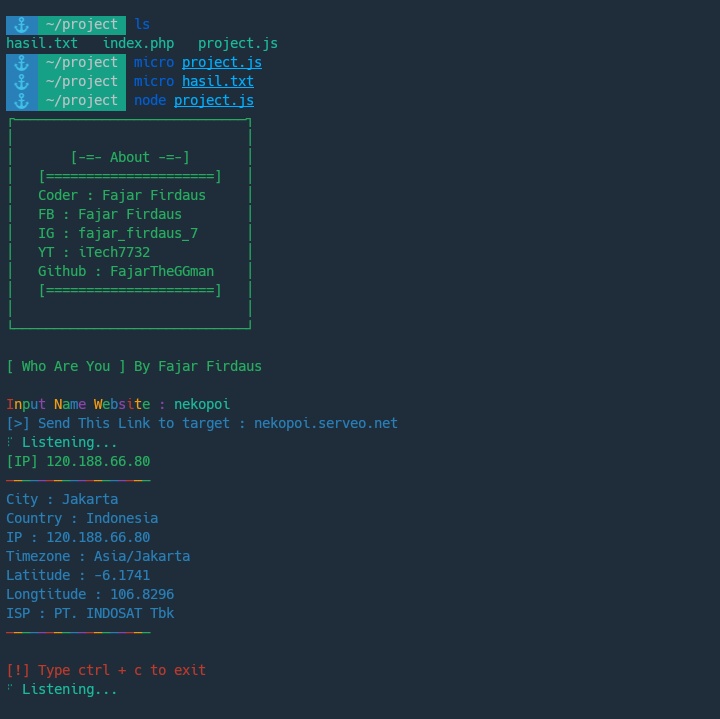 ~/project ls
hasil.txt index.php project.js
~/project micro project.js
~/project micro hasil.txt
~/project node project.js
[-=- About -=-]
[=====================]
Coder : Fajar Firdaus
FB : Fajar Firdaus
IG : fajar_firdaus_7
YT : iTech7732
Github : FajarTheGGman
[=====================]
[ Who Are You ] By Fajar Firdaus
Input Name Website : nekopoi
[>] Send This Link to target : nekopoi.serveo.net
Listening...
[IP] 120.188.66.80
City : Jakarta
Country : Indonesia
IP : 120.188.66.80
Timezone : Asia/Jakarta
Latitude : -6.1741
Longtitude : 106.8296
ISP : PT. INDOSAT Tbk
[!] Type ctrl + c to exit
Listening...